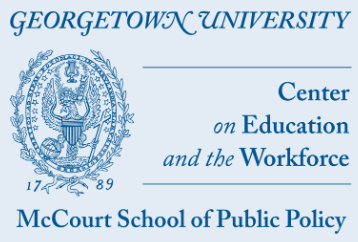 GEORGETOWN UNIVERSITY
Center
on Education
and the Workforce
17 89
McCourt School of Public Policy